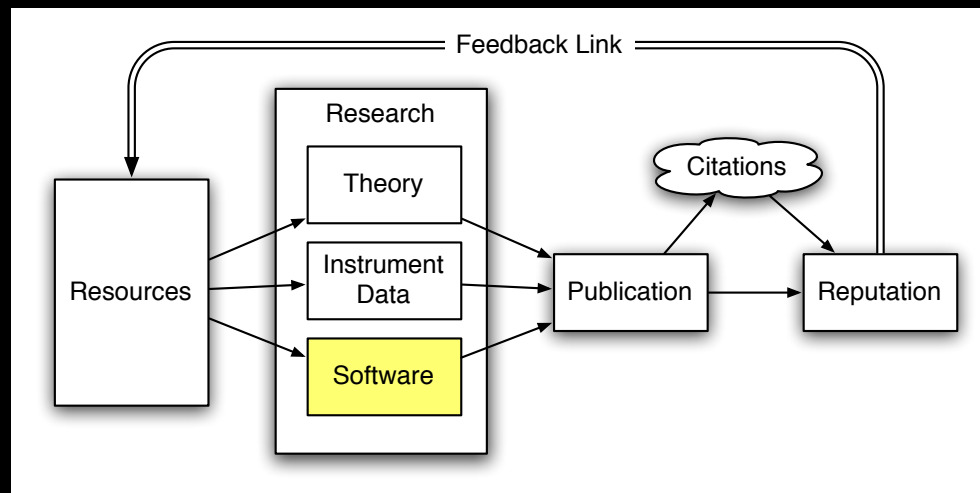 Feedback Link
Research
Theory
Citations
Instrument
Data
Resources
Publication
Reputation
Software